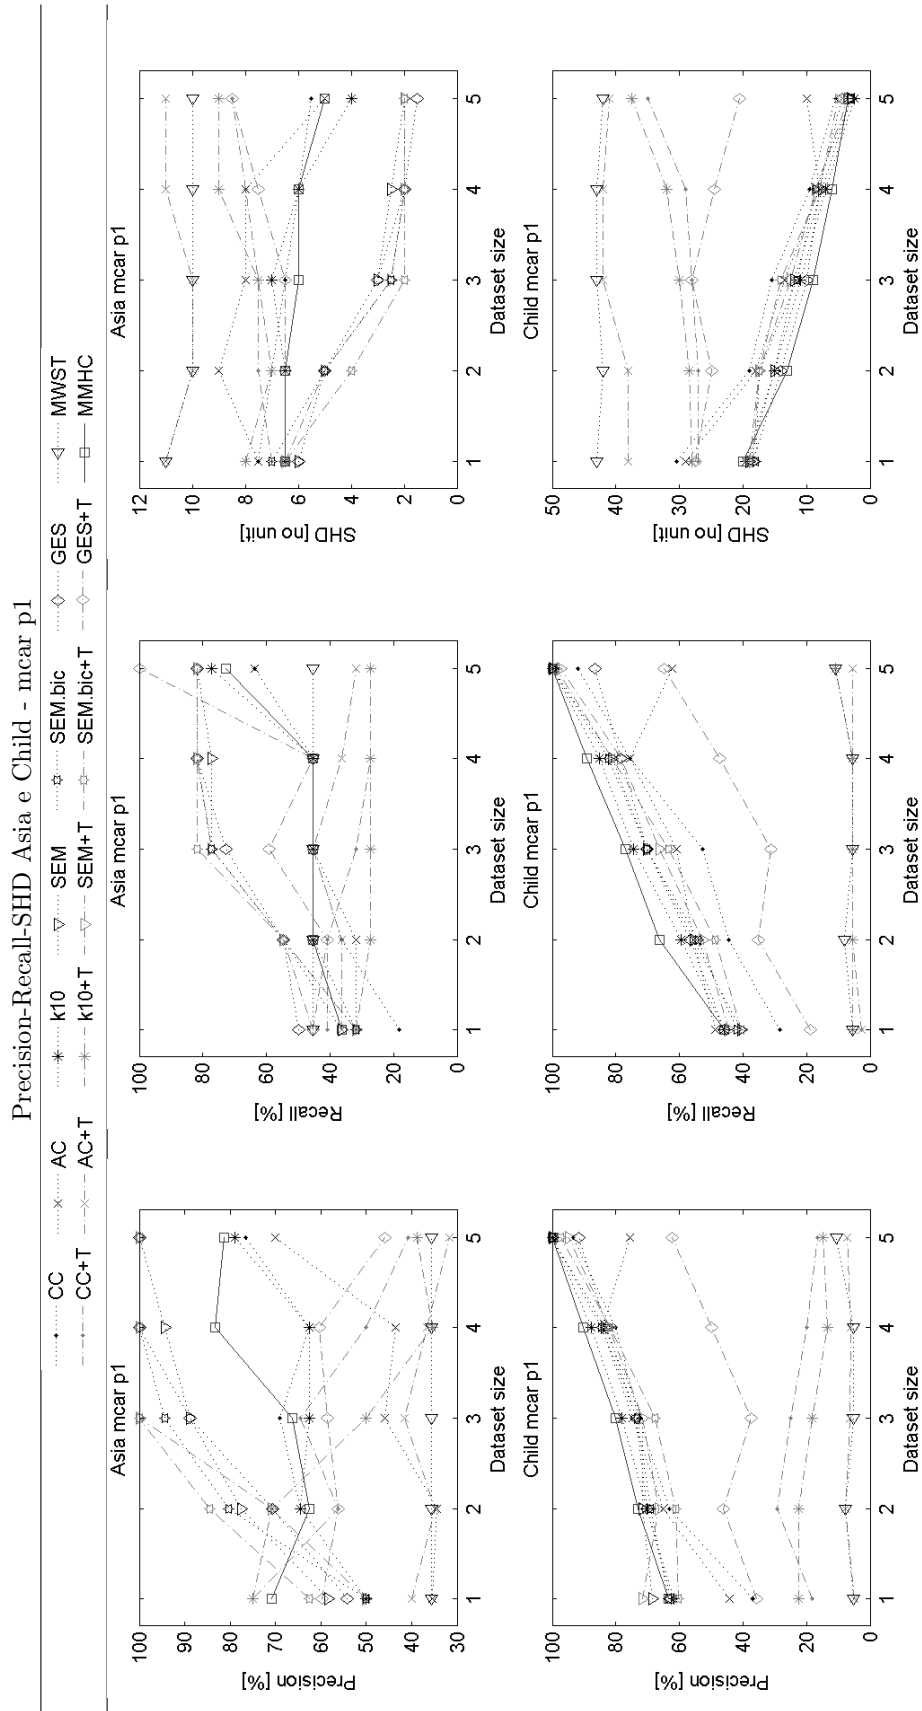 Precision-Recall-SHD Asia e Child - mcar p1
CC AC k10 SEM SEM.bic GES MWST
CC+T AC+T k10+T SEM+T SEM.bic+T GES+T MMHC
Asia mcar p1
100
90
80
70
60
50
40
30
Precision [%]
1 2 3 4 5
Dataset size
Asia mcar p1
100
80
60
40
20
0
Recall [%]
1 2 3 4 5
Dataset size
Asia mcar p1
12
10
8
6
4
2
0
SHD [no unit]
1 2 3 4 5
Dataset size
Child mcar p1
100
80
60
40
20
0
Precision [%]
1 2 3 4 5
Dataset size
Child mcar p1
100
80
60
40
20
0
Recall [%]
1 2 3 4 5
Dataset size
Child mcar p1
50
40
30
20
10
0
SHD [no unit]
1 2 3 4 5
Dataset size